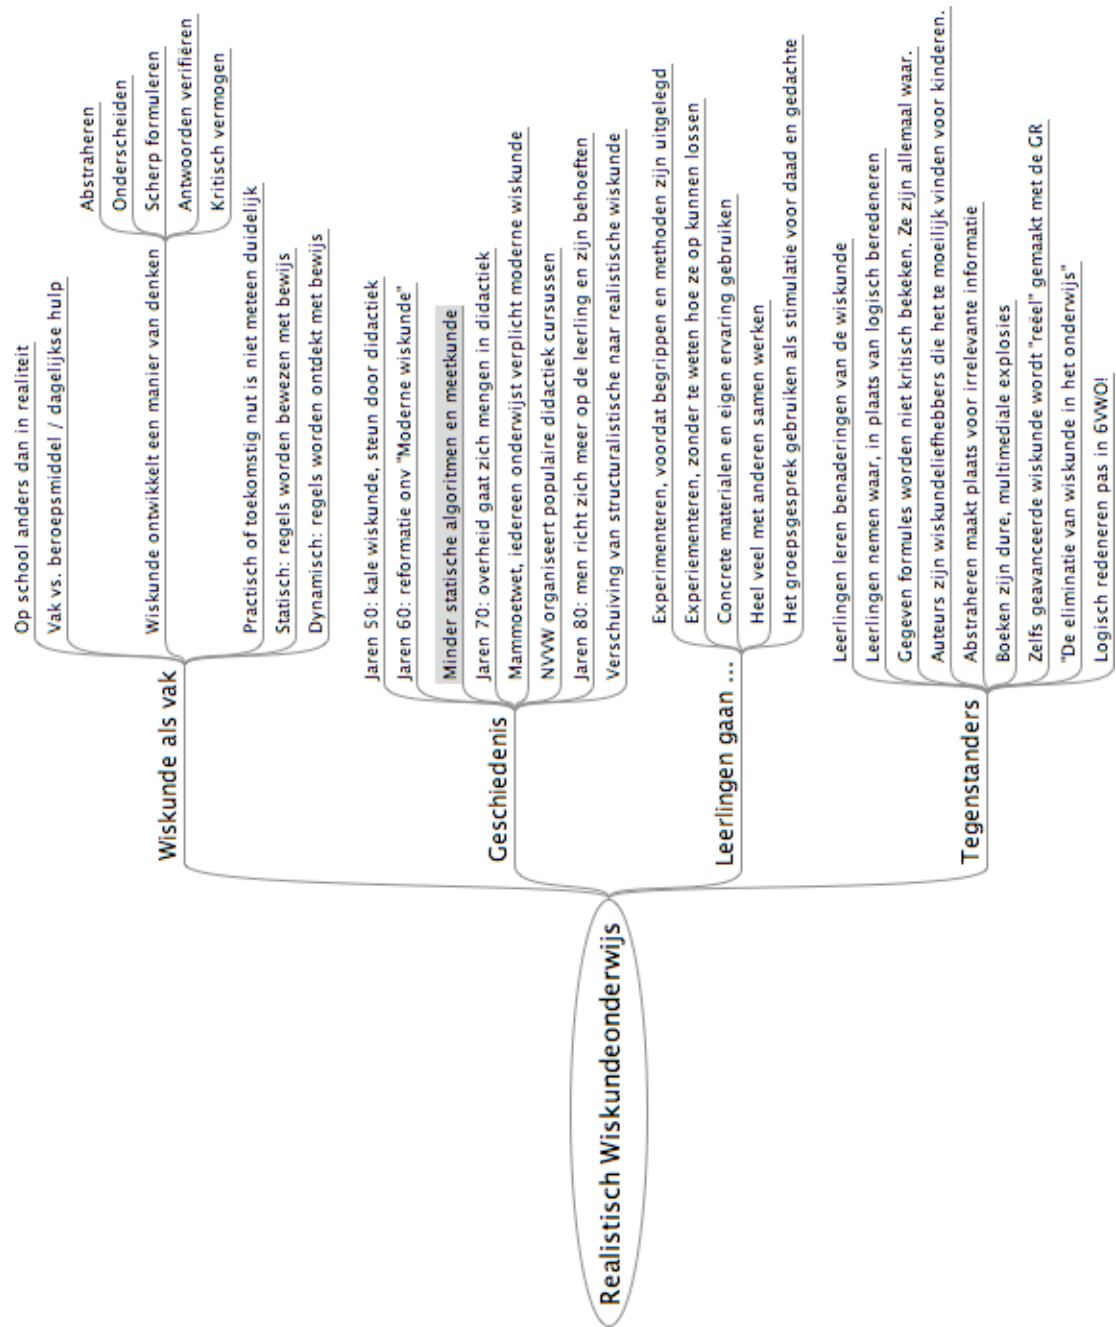 Realistisch Wiskundeonderwijs
Wiskunde als vak
Op school anders dan in realiteit
Vak vs. beroepsmiddel / dagelijkse hulp
Wiskunde ontwikkelt een manier van denken
Abstraheren
Onderscheiden
Scherp formuleren
Antwoorden verifiëren
Kritisch vermogen
Practisch of toekomstig nut is niet meteen duidelijk
Statisch: regels worden bewezen met bewijs
Dynamisch: regels worden ontdekt met bewijs
Geschiedenis
Jaren 50: kale wiskunde, steun door didactiek
Jaren 60: reformatie onv "Moderne wiskunde"
Minder statische algoritmen en meetkunde
Jaren 70: overheid gaat zich mengen in didactiek
Mammoetwet, iederen onderwijst verplicht moderne wiskunde
NVVW organiseert populaire didactiek cursussen
Jaren 80: men richt zich meer op de leerling en zijn behoeften
Verschuiving van structuralistische naar realistische wiskunde
Leerlingen gaan ...
Experimenteren, voordat begrippen en methoden zijn uitgelegd
Experiementeren, zonder te weten hoe ze op kunnen lossen
Concrete materialen en eigen ervaring gebruiken
Heel veel met anderen samen werken
Het groepsgesprek gebruiken als stimulatie voor daad en gedachte
Tegenstanders
Leerlingen leren benaderingen van de wiskunde
Leerlingen nemen waar, in plaats van logisch beredeneren
Gegeven formules worden niet kritisch bekeken. Ze zijn allemaal waar.
Auteurs zijn wiskundeliefhebbers die het te moeilijk vinden voor kinderen.
Abstraheren maakt plaats voor irrelevante informatie
Boeken zijn dure, multimediale explosies
Zelfs geavanceerde wiskunde wordt "reëel" gemaakt met de GR
"De eliminatie van wiskunde in het onderwijs"
Logisch redeneren pas in 6VWO!